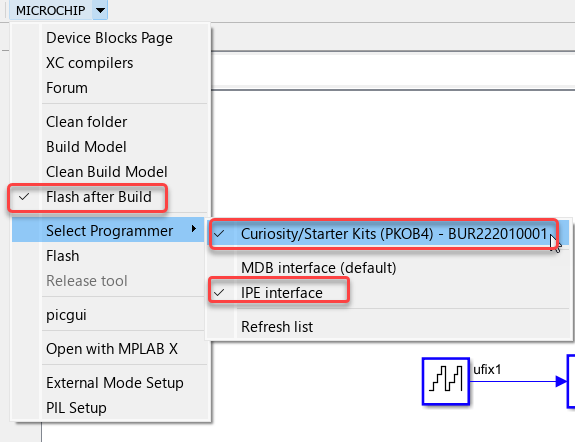 MICROCHIP
Device Blocks Page
XC compilers
Forum
Clean folder
Build Model
Clean Build Model
Flash after Build
Select Programmer
Curiosity/Starter Kits (PKOB4) - BUR222010001
Flash
MDB interface (default)
Release tool
IPE interface
picgui
Refresh list
Open with MPLAB X
External Mode Setup
ufix1
PIL Setup